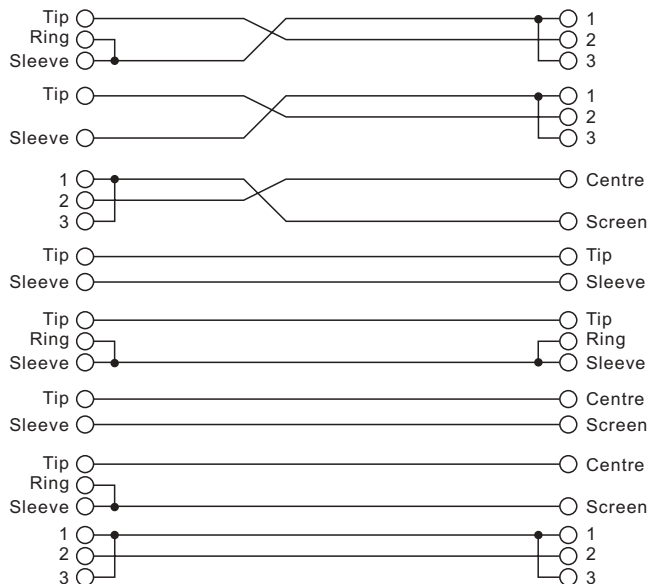 Tip 1
Ring 2
Sleeve 3
Tip 1
2
Sleeve 3
1 Centre
2
3 Screen
Tip Tip
Sleeve Sleeve
Tip Tip
Ring Ring
Sleeve Sleeve
Tip Centre
Sleeve Screen
Tip Centre
Ring
Sleeve Screen
1 1
2 2
3 3